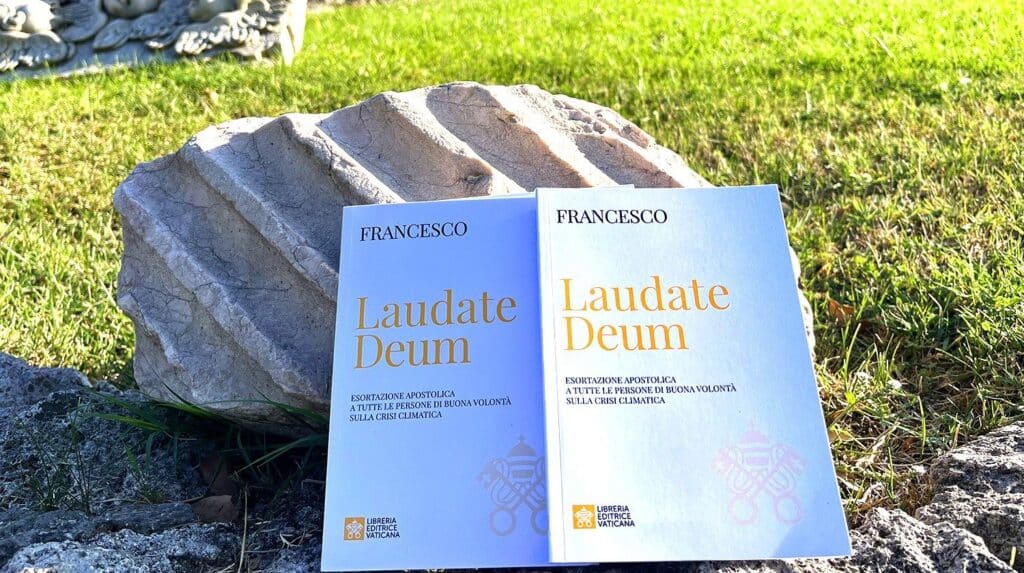 FRANCESCO
Laudate
Deum
ESORTAZIONE APOSTOLICA
A TUTTE LE PERSONE DI BUONA VOLONTÀ
SULLA CRISI CLIMATICA
LIBRERIA
EDITRICE
VATICANA
FRANCESCO
Laudate
Deum
ESORTAZIONE APOSTOLICA
A TUTTE LE PERSONE DI BUONA VOLONTÀ
SULLA CRISI CLIMATICA
LIBRERIA
EDITRICE
VATICANA